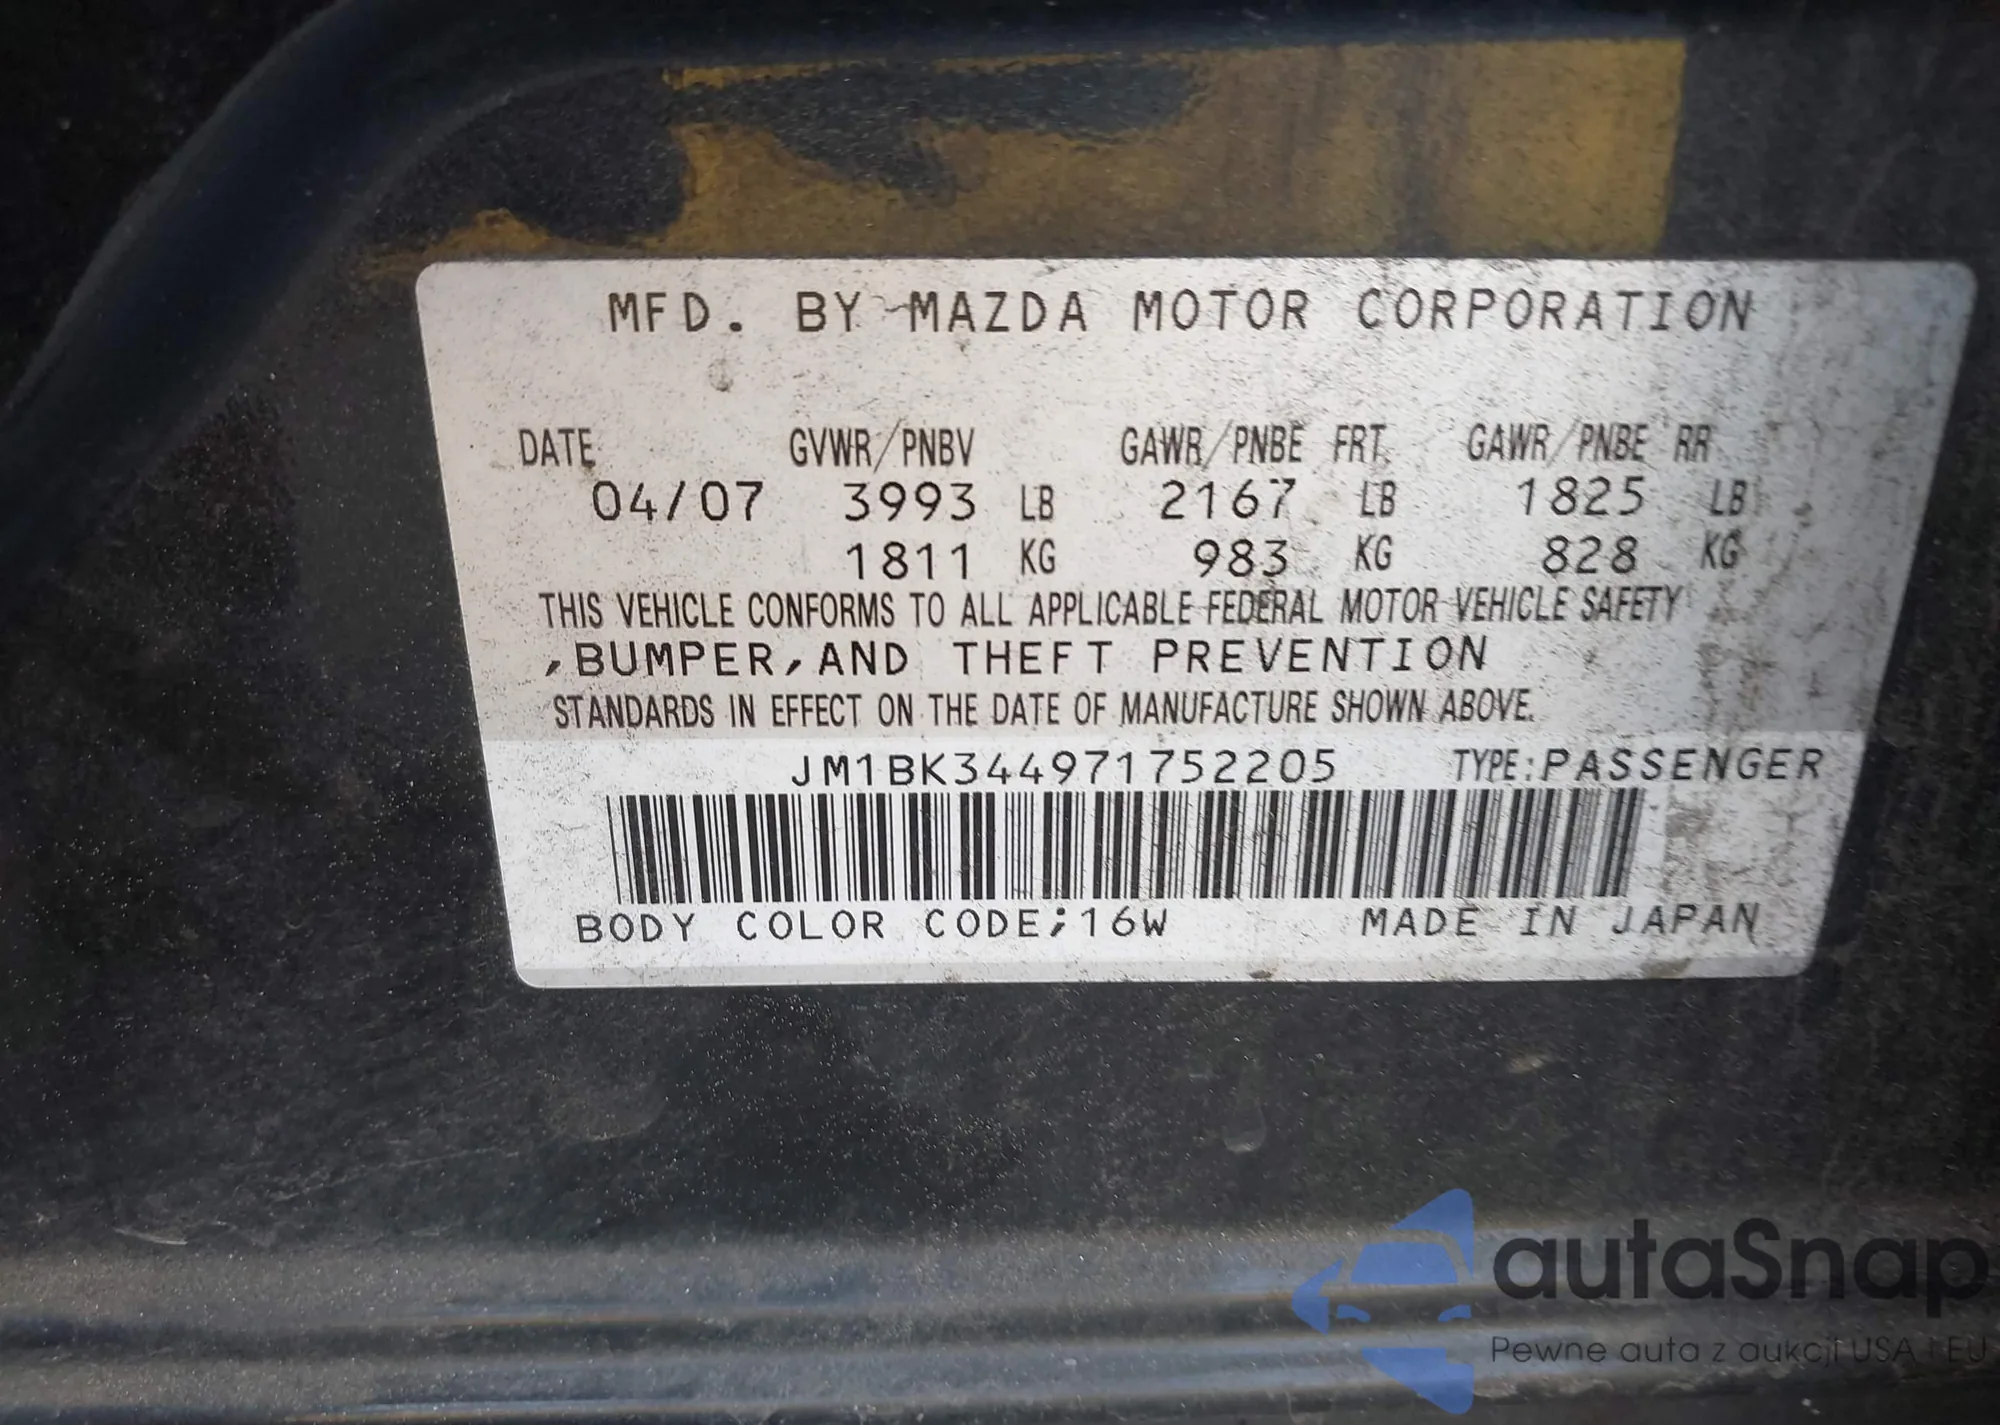 MFD. BY MAZDA MOTOR CORPORATION
DATE GVWR/PNBV GAWR/PNBE FRT. GAWR/PNBE RR
04/07 3993 LB 2167 LB 1825 LB
1811 KG 983 KG 828 KG
THIS VEHICLE CONFORMS TO ALL APPLICABLE FEDERAL MOTOR VEHICLE SAFETY
,BUMPER,AND THEFT PREVENTION
STANDARDS IN EFFECT ON THE DATE OF MANUFACTURE SHOWN ABOVE.
JM1BK344971752205 TYPE:PASSENGER
BODY COLOR CODE;16W MADE IN JAPAN
autaSnap
Pewne auta z aukcji USA i EU